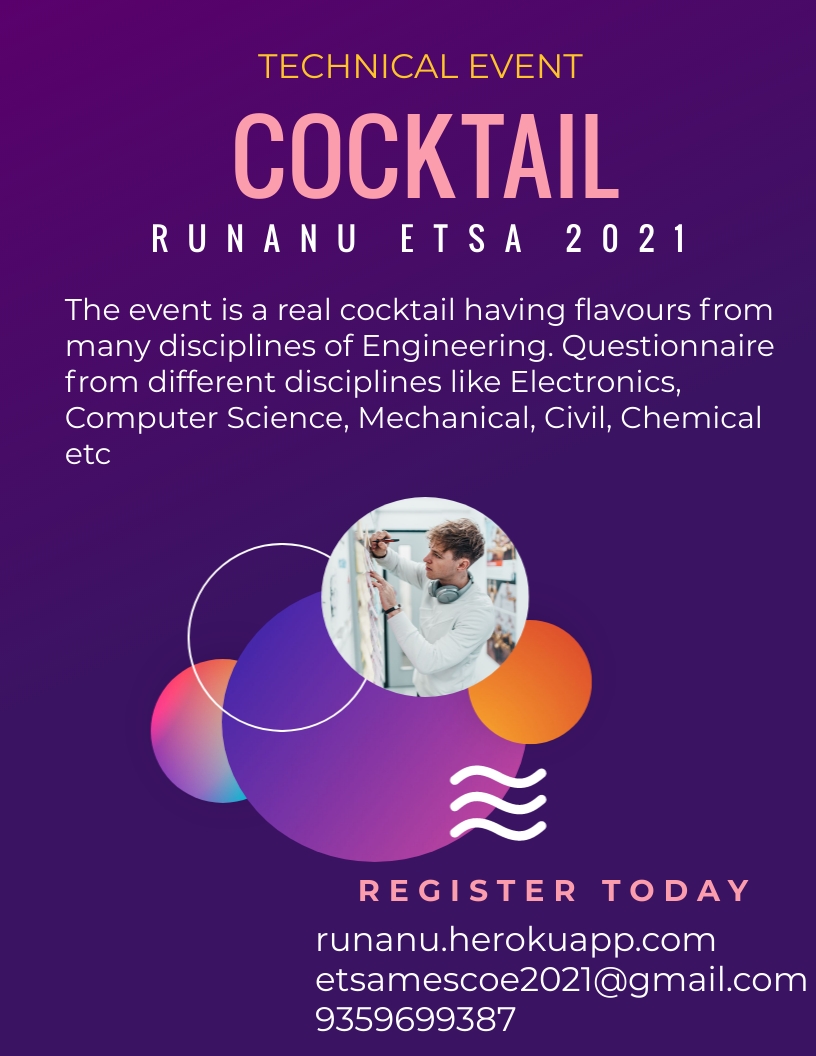 TECHNICAL EVENT
COCKTAIL
RUNANU ETSA 2021
The event is a real cocktail having flavours from
many disciplines of Engineering. Questionnaire
from different disciplines like Electronics,
Computer Science, Mechanical, Civil, Chemical
etc
REGISTER TODAY
runanu.herokuapp.com
etsamescoe2021@gmail.com
9359699387